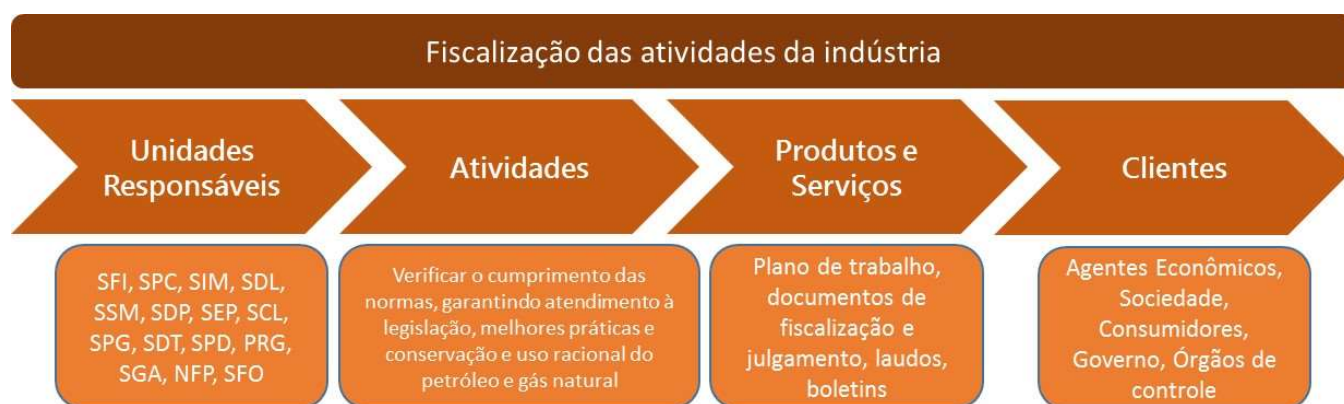 Fiscalização das atividades da indústria
Unidades
Responsáveis
Atividades
Produtos e
Serviços
Clientes
SFI, SPC, SIM, SDL,
SSM, SDP, SEP, SCL,
SPG, SDT, SPD, PRG,
SGA, NFP, SFO
Verificar o cumprimento das
normas, garantindo atendimento à
legislação, melhores práticas e
conservação e uso racional do
petróleo e gás natural
Plano de trabalho,
documentos de
fiscalização e
julgamento, laudos,
boletins
Agentes Econômicos,
Sociedade,
Consumidores,
Governo, Órgãos de
controle